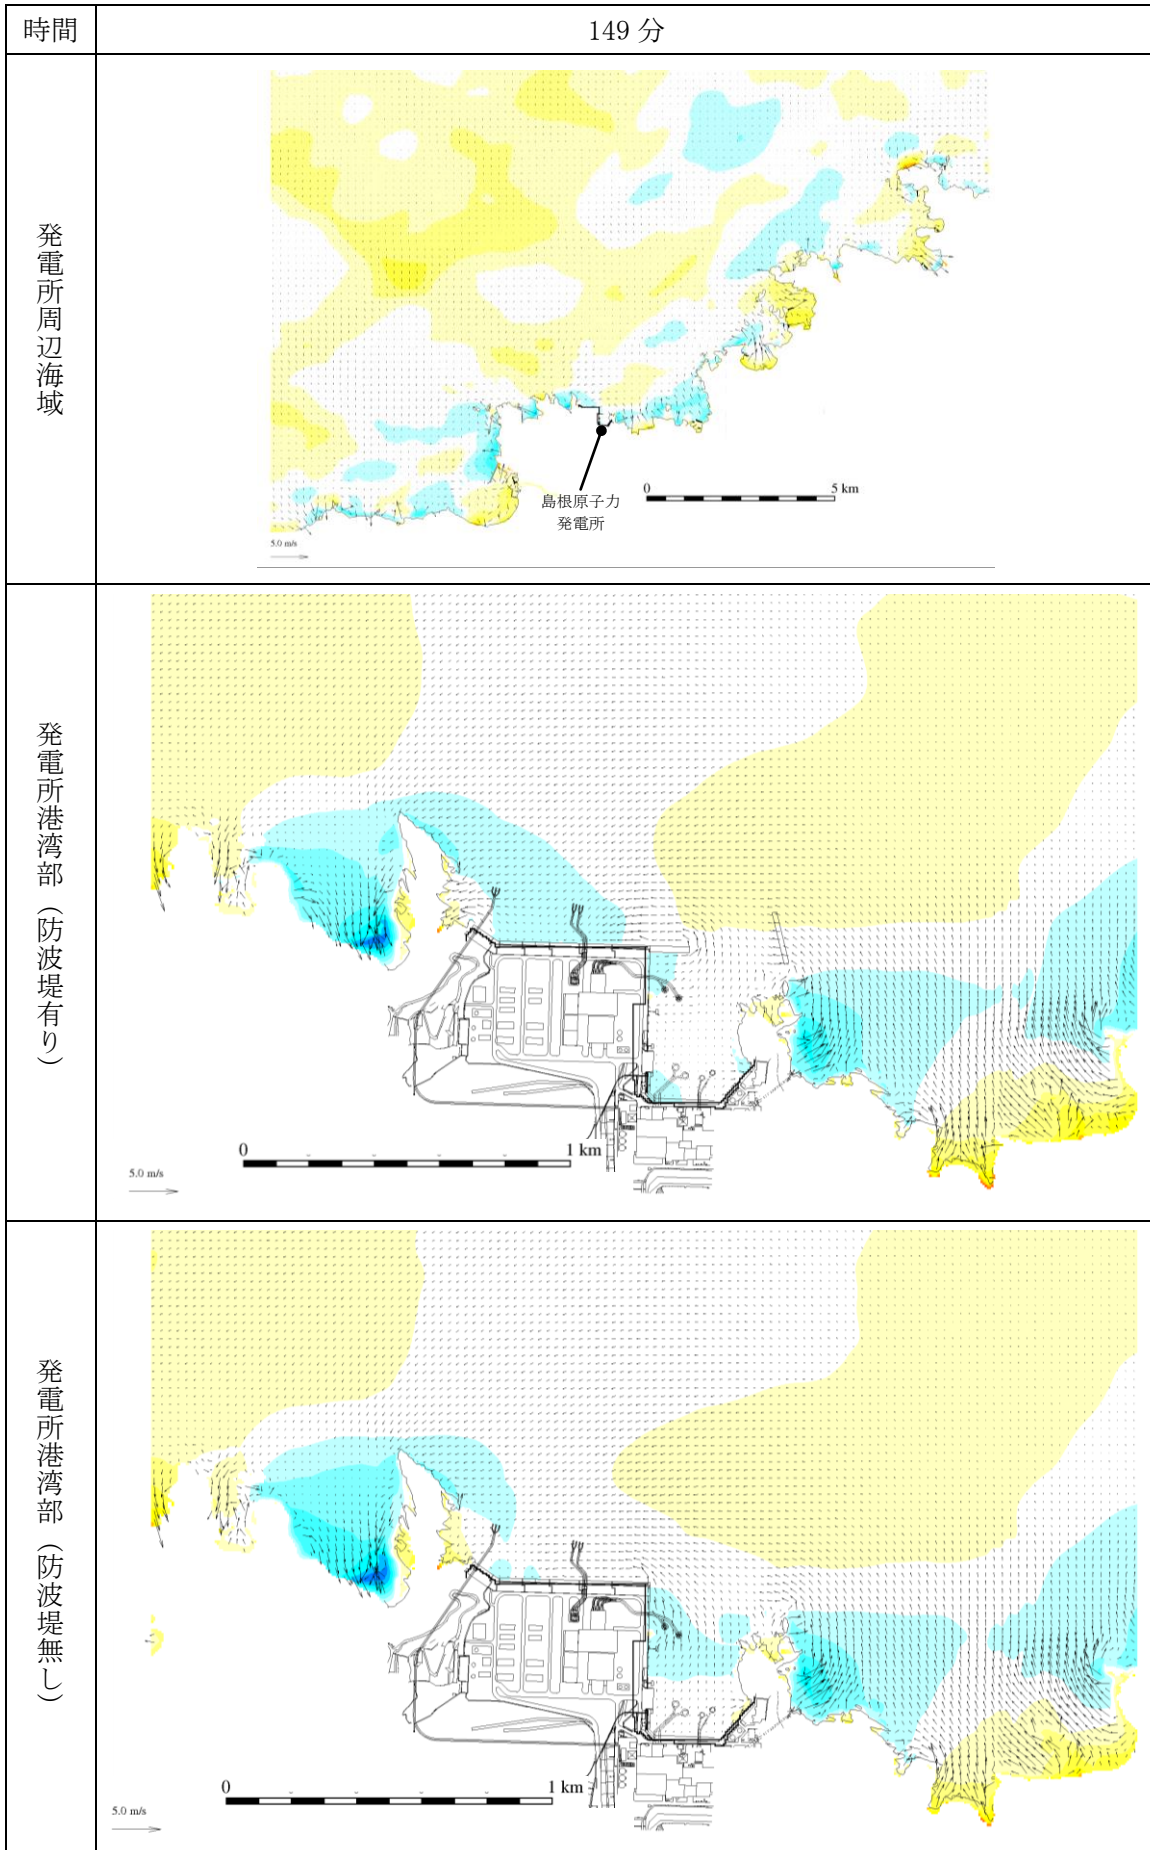 時間
149 分
発電所周辺海域
島根原子力
発電所
0
5 km
5.0 m/s
発電所港湾部（防波堤有り）
0
1 km
5.0 m/s
発電所港湾部（防波堤無し）
0
1 km
5.0 m/s